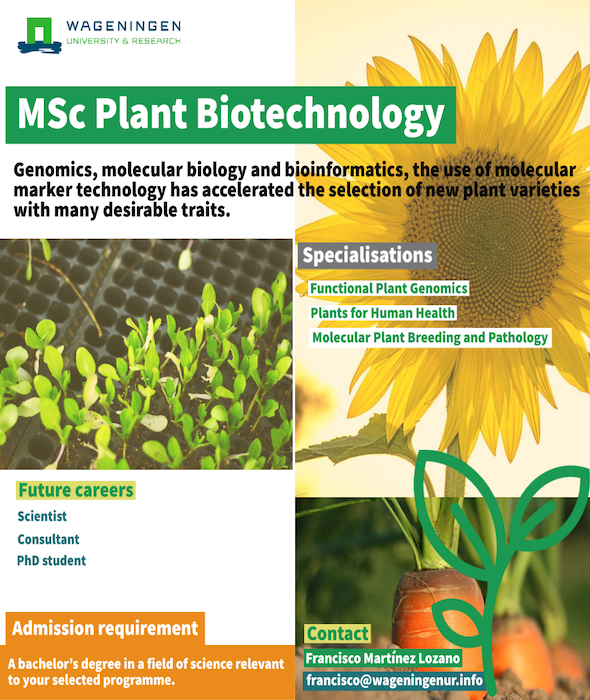 WAGENINGEN
UNIVERSITY & RESEARCH
MSc Plant Biotechnology
Genomics, molecular biology and bioinformatics, the use of molecular
marker technology has accelerated the selection of new plant varieties
with many desirable traits.
Specialisations
Functional Plant Genomics
Plants for Human Health
Molecular Plant Breeding and Pathology
Future careers
Scientist
Consultant
PhD student
Admission requirement
A bachelor's degree in a field of science relevant
to your selected programme.
Contact
Francisco Martínez Lozano
francisco@wageningenur.info